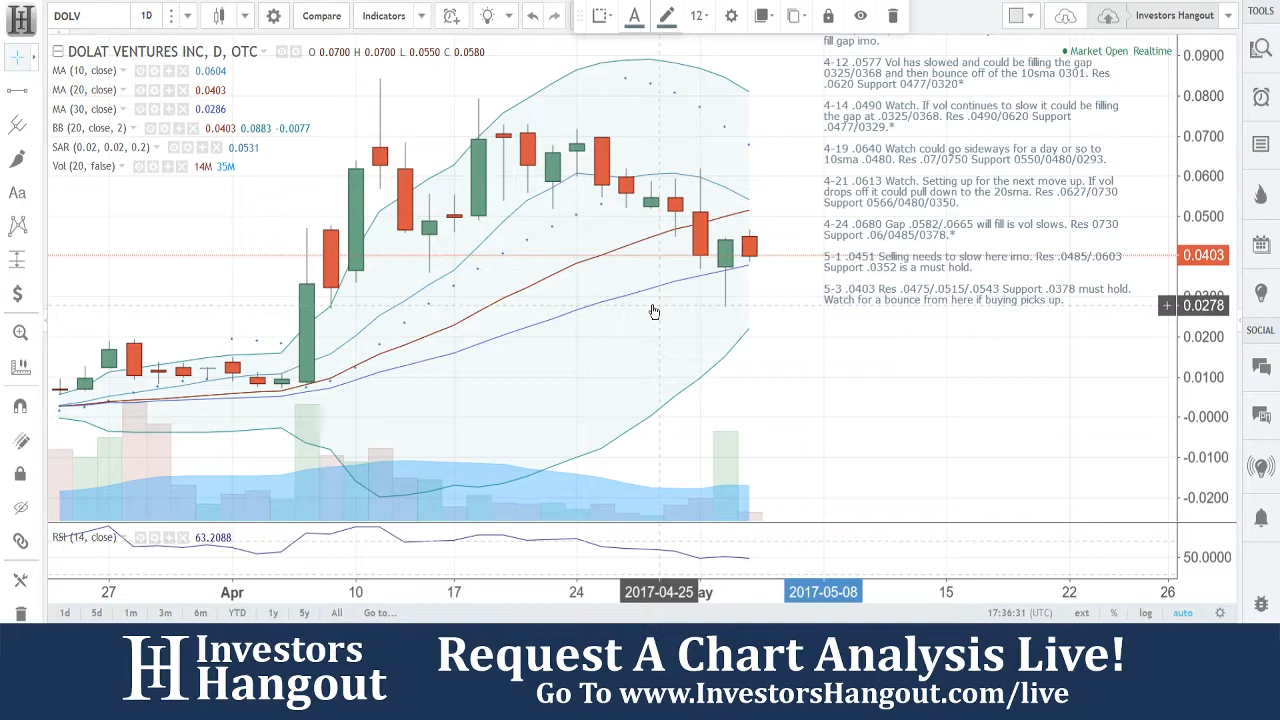 DOLV
1D
Compare
Indicators
12
Investors Hangout
TOOLS
DOLAT VENTURES INC, D, OTC
O 0.0700 H 0.0700 L 0.0550 C 0.0580
Market Open Realtime
MA (10, close) 0.0604
MA (20, close) 0.0403
MA (30, close) 0.0286
BB (20, close, 2) 0.0403 0.0883 -0.0077
SAR (0.02, 0.02, 0.2) 0.0531
Vol (20, false) 14M 35M
fill gap imo.
4-12 .0577 Vol has slowed and could be filling the gap
0325/0368 and then bounce off of the 10sma 0301. Res
.0620 Support 0477/0320*
4-14 .0490 Watch. If vol continues to slow it could be filling
the gap at .0325/0368. Res .0490/0620 Support
.0477/0329.*
4-19 .0640 Watch could go sideways for a day or so to
10sma .0480. Res .07/0750 Support 0550/0480/0293.
4-21 .0613 Watch. Setting up for the next move up. If vol
drops off it could pull down to the 20sma. Res .0627/0730
Support 0566/0480/0350.
4-24 .0680 Gap .0582/.0665 will fill is vol slows. Res 0730
Support .06/0485/0378.*
5-1 .0451 Selling needs to slow here imo. Res .0485/.0603
Support .0352 is a must hold.
5-3 .0403 Res .0475/.0515/.0543 Support .0378 must hold.
Watch for a bounce from here if buying picks up.
0.0900
0.0800
0.0700
0.0600
0.0500
0.0403
0.0278
0.0200
0.0100
-0.0000
-0.0100
-0.0200
SOCIAL
RSI (14, close) 63.2088
50.0000
27
Apr
10
17
24
2017-04-25
ay
2017-05-08
15
22
26
1d 5d 1m 3m 6m YTD 1y 5y All Go to...
17:36:31 (UTC) ext % log auto
Aa
Investors
Hangout
Request A Chart Analysis Live!
Go To www.InvestorsHangout.com/live